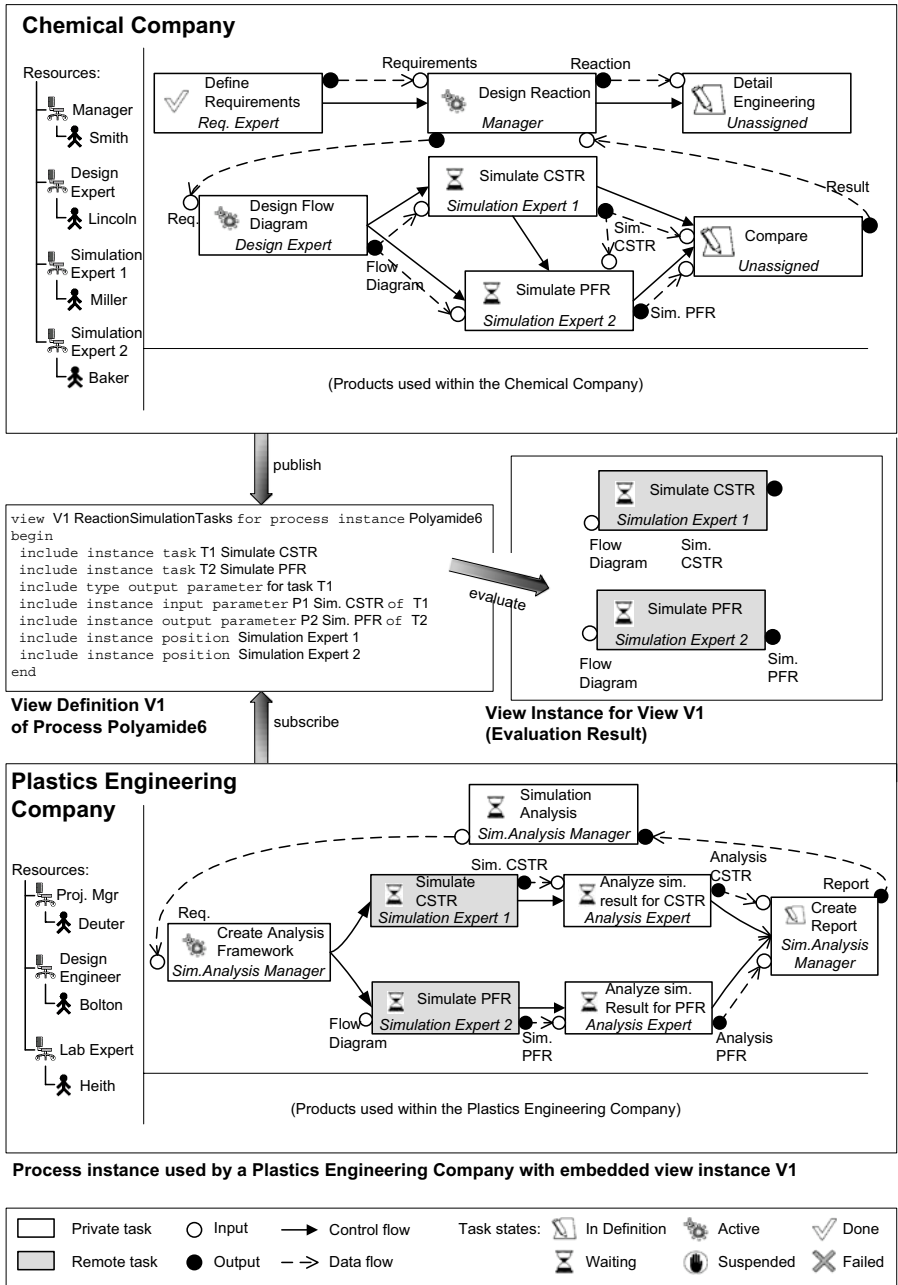 Chemical Company
Resources:
Manager
Smith
Design
Expert
Lincoln
Simulation
Expert 1
Miller
Simulation
Expert 2
Baker
Define
Requirements
Req. Expert
Requirements
Design Reaction
Manager
Reaction
Detail
Engineering
Unassigned
Req.
Design Flow
Diagram
Design Expert
Flow
Diagram
Simulate CSTR
Simulation Expert 1
Sim.
CSTR
Simulate PFR
Simulation Expert 2
Sim. PFR
Result
Compare
Unassigned
(Products used within the Chemical Company)
publish
view V1 ReactionSimulationTasks for process instance Polyamide6
begin
include instance task T1 Simulate CSTR
include instance task T2 Simulate PFR
include type output parameter for task T1
include instance input parameter P1 Sim. CSTR of T1
include instance output parameter P2 Sim. PFR of T2
include instance position Simulation Expert 1
include instance position Simulation Expert 2
end
View Definition V1
of Process Polyamide6
evaluate
subscribe
Simulate CSTR
Simulation Expert 1
Flow
Diagram
Sim.
CSTR
Simulate PFR
Simulation Expert 2
Flow
Diagram
Sim.
PFR
View Instance for View V1
(Evaluation Result)
Plastics Engineering
Company
Resources:
Proj. Mgr
Deuter
Design
Engineer
Bolton
Lab Expert
Heith
Simulation
Analysis
Sim.Analysis Manager
Req.
Create Analysis
Framework
Sim.Analysis Manager
Sim. CSTR
Simulate
CSTR
Simulation Expert 1
Analyze sim.
result for CSTR
Analysis Expert
Analysis
CSTR
Report
Create
Report
Sim.Analysis
Manager
Flow
Diagram
Simulate PFR
Simulation Expert 2
Sim.
PFR
Analyze sim.
Result for PFR
Analysis Expert
Analysis
PFR
(Products used within the Plastics Engineering Company)
Process instance used by a Plastics Engineering Company with embedded view instance V1
Private task
Input
Control flow
Task states:
In Definition
Active
Done
Remote task
Output
Data flow
Waiting
Suspended
Failed